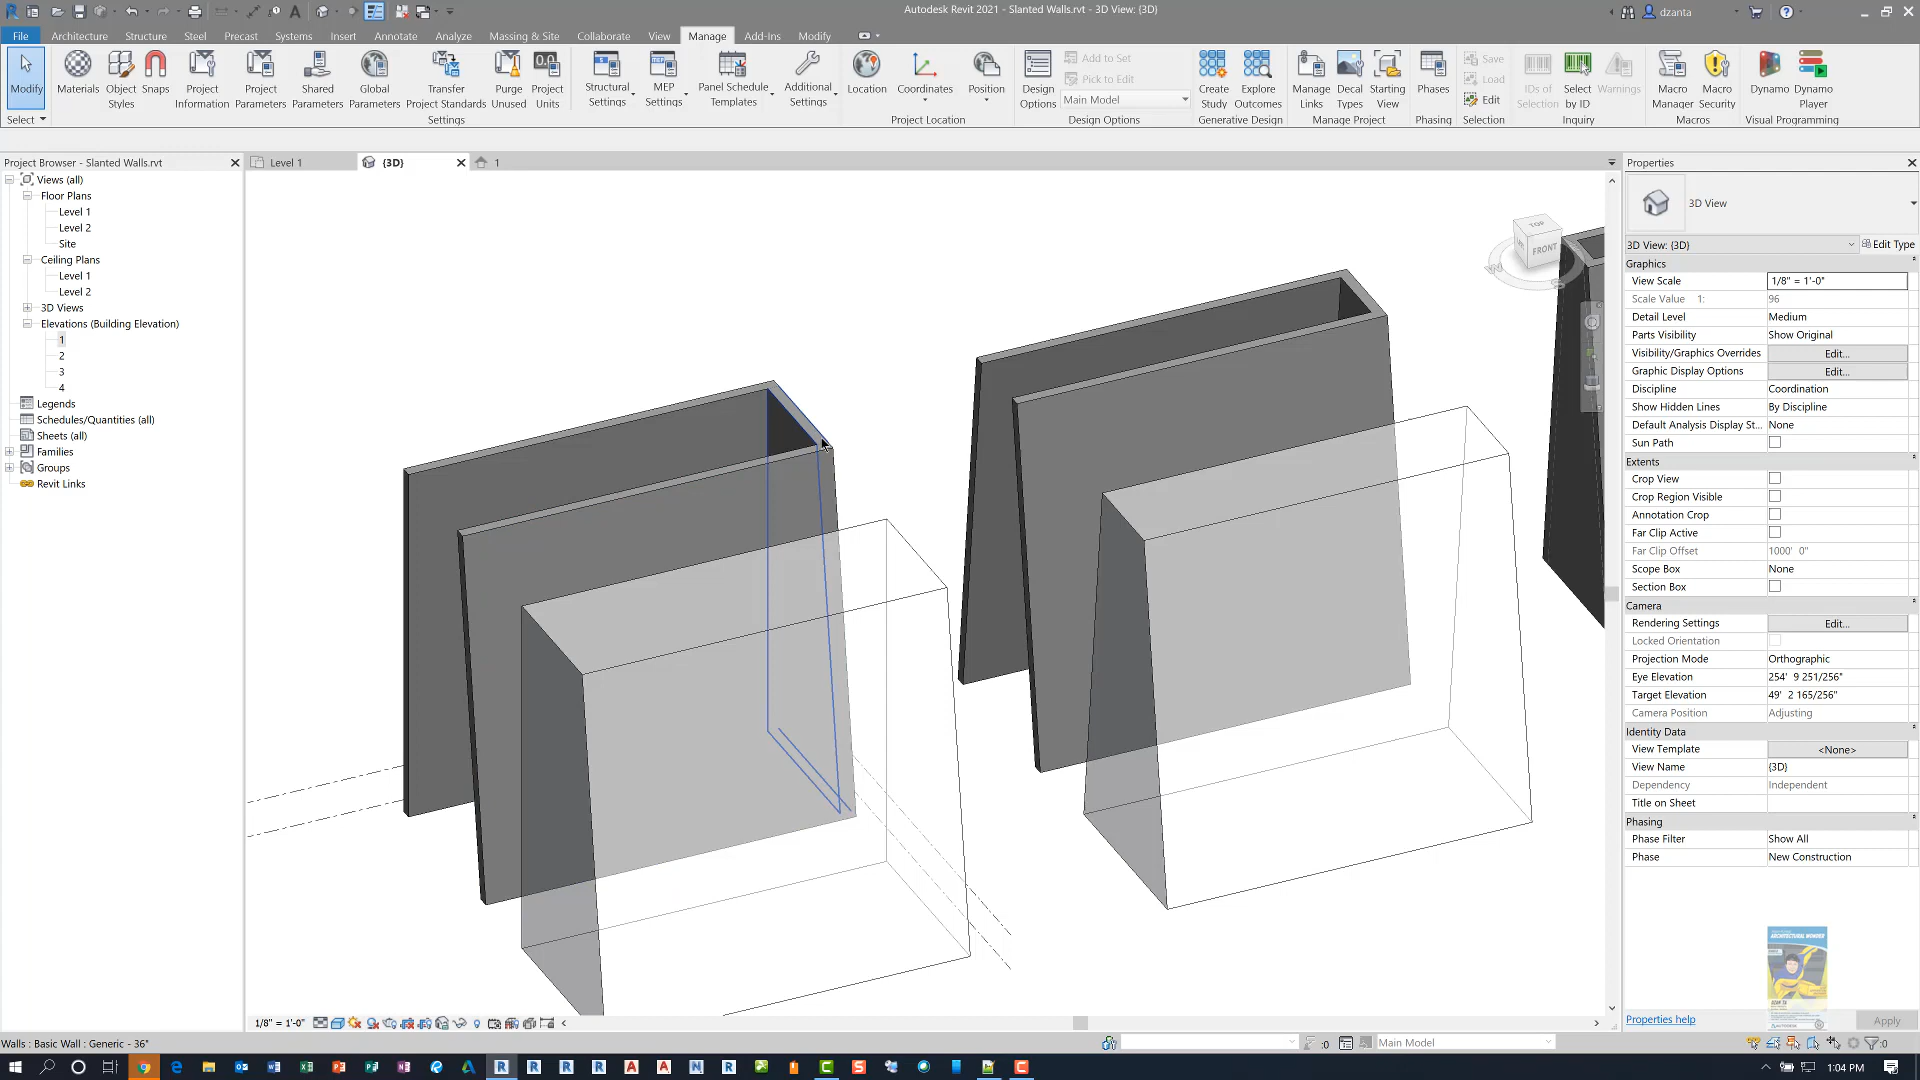 Autodesk Revit 2021 - Slanted Walls.rvt - 3D View: {3D}
dzanta
File Architecture Structure Steel Precast Systems Insert Annotate Analyze Massing & Site Collaborate View Manage Add-Ins Modify
Modify
Materials
Object Styles
Snaps
Project Information
Project Parameters
Shared Parameters
Global Parameters
Transfer Project Standards
Purge Unused
Project Units
Structural Settings
MEP Settings
Panel Schedule Templates
Additional Settings
Location
Coordinates
Position
Design Options
Add to Set
Pick to Edit
Main Model
Create Study
Explore Outcomes
Manage Links
Decal Types
Starting View
Phases
Save
Load
Edit
IDs of Selection
Select by ID
Warnings
Macro Manager
Macro Security
Dynamo
Dynamo Player
Select
Settings
Project Location
Design Options
Generative Design
Manage Project
Phasing
Selection
Inquiry
Macros
Visual Programming
Project Browser - Slanted Walls.rvt
Views (all)
Floor Plans
Level 1
Level 2
Site
Ceiling Plans
Level 1
Level 2
3D Views
Elevations (Building Elevation)
1
2
3
4
Legends
Schedules/Quantities (all)
Sheets (all)
Families
Groups
Revit Links
Level 1
{3D}
1
TOP
FRONT
W
Properties
3D View
3D View: {3D}
Edit Type
Graphics
View Scale 1/8" = 1'-0"
Scale Value 1: 96
Detail Level Medium
Parts Visibility Show Original
Visibility/Graphics Overrides Edit...
Graphic Display Options Edit...
Discipline Coordination
Show Hidden Lines By Discipline
Default Analysis Display St... None
Sun Path
Extents
Crop View
Crop Region Visible
Annotation Crop
Far Clip Active
Far Clip Offset 1000' 0"
Scope Box None
Section Box
Camera
Rendering Settings Edit...
Locked Orientation
Projection Mode Orthographic
Eye Elevation 254' 9 251/256"
Target Elevation 49' 2 165/256"
Camera Position Adjusting
Identity Data
View Template <None>
View Name {3D}
Dependency Independent
Title on Sheet
Phasing
Phase Filter Show All
Phase New Construction
ARCHITECTURAL WONDER
Properties help
Apply
1/8" = 1'-0"
Walls : Basic Wall : Generic - 36"
:0
Main Model
:0
1:04 PM